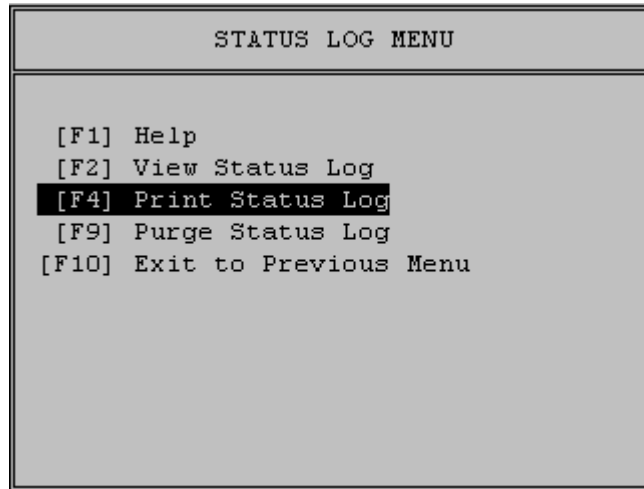 STATUS LOG MENU
[F1] Help
[F2] View Status Log
[F4] Print Status Log
[F9] Purge Status Log
[F10] Exit to Previous Menu